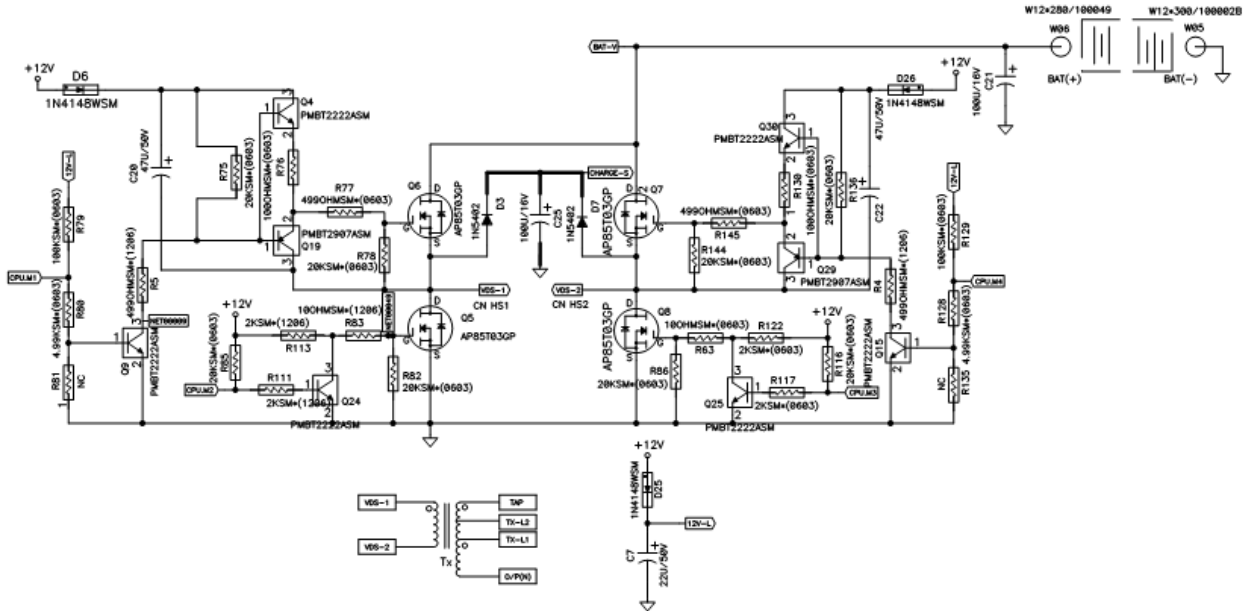 W12*280/100049
W12*300/100002B
W06
W05
BAT-V
BAT(+)
BAT(-)
100U/16V
C21
+12V
D6
1N4148WSM
+12V
D26
1N4148WSM
47U/50V
C20
R75
20KSM*(0603)
Q4
PMBT2222ASM
100OHMSM*(0603)
R76
Q30
PMBT2222ASM
R130
100OHMSM*(0603)
R136
20KSM*(0603)
47U/50V
C22
12V-L
R79
100KSM*(0603)
12V-L
R129
100KSM*(0603)
R77
499OHMSM*(0603)
Q19
PMBT2907ASM
R78
20KSM*(0603)
Q6
AP85T03GP
D3
1N5402
CHARGE-S
100U/16V
C25
D7
1N5402
Q7
AP85T03GP
499OHMSM*(0603)
R145
R144
20KSM*(0603)
Q29
PMBT2907ASM
CPU.M1
R80
4.99KSM*(0603)
R5
499OHMSM*(1206)
NET00009
Q9
PMBT2222ASM
R81
NC
VDS-1
CN HS1
VDS-2
CN HS2
+12V
R85
20KSM*(0603)
2KSM*(1206)
R113
10OHMSM*(1206)
R83
Q5
AP85T03GP
R82
20KSM*(0603)
CPU.M2
R111
2KSM*(1206)
Q24
PMBT2222ASM
Q8
AP85T03GP
10OHMSM*(0603)
R63
R122
2KSM*(0603)
+12V
R86
20KSM*(0603)
R116
20KSM*(0603)
R117
2KSM*(0603)
CPU.M3
Q25
PMBT2222ASM
R4
499OHMSM*(1206)
Q15
PMBT2222ASM
CPU.M4
R128
4.99KSM*(0603)
R135
NC
+12V
1N4148WSM
D25
12V-L
C7
22U/50V
VDS-1
VDS-2
Tx
TAP
TX-L2
TX-L1
O/P(N)